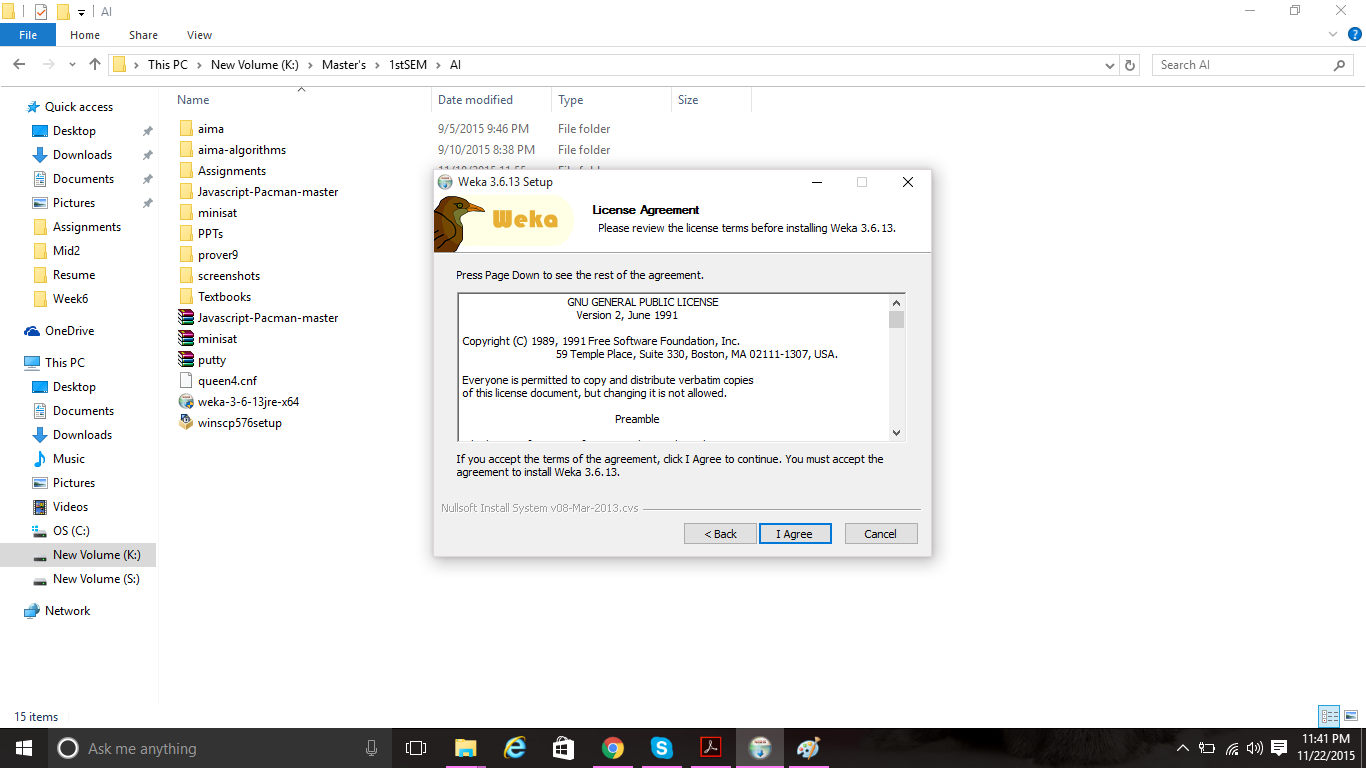 AI
File Home Share View
This PC New Volume (K:) Master's 1stSEM AI
Search AI
Name Date modified Type Size
Quick access
Desktop
Downloads
Documents
Pictures
Assignments
Mid2
Resume
Week6
OneDrive
This PC
Desktop
Documents
Downloads
Music
Pictures
Videos
OS (C:)
New Volume (K:)
New Volume (S:)
Network
aima 9/5/2015 9:46 PM File folder
aima-algorithms 9/10/2015 8:38 PM File folder
Assignments
Javascript-Pacman-master
minisat
PPTs
prover9
screenshots
Textbooks
Javascript-Pacman-master
minisat
putty
queen4.cnf
weka-3-6-13jre-x64
winscp576setup
Weka 3.6.13 Setup
Weka
License Agreement
Please review the license terms before installing Weka 3.6.13.
Press Page Down to see the rest of the agreement.
GNU GENERAL PUBLIC LICENSE
Version 2, June 1991
Copyright (C) 1989, 1991 Free Software Foundation, Inc.
59 Temple Place, Suite 330, Boston, MA 02111-1307, USA.
Everyone is permitted to copy and distribute verbatim copies
of this license document, but changing it is not allowed.
Preamble
If you accept the terms of the agreement, click I Agree to continue. You must accept the
agreement to install Weka 3.6.13.
Nullsoft Install System v08-Mar-2013.cvs
< Back I Agree Cancel
15 items
Ask me anything
11:41 PM
11/22/2015